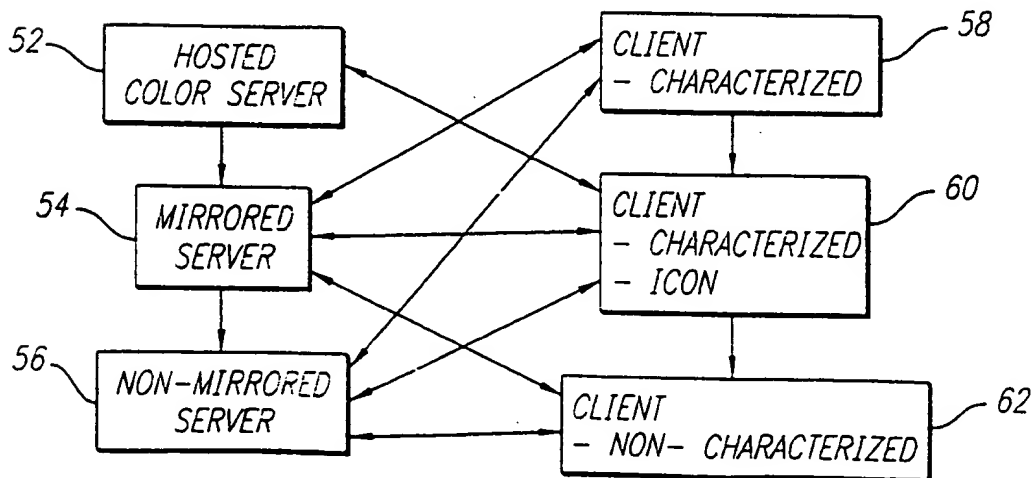 52
HOSTED
COLOR SERVER
54
MIRRORED
SERVER
56
NON-MIRRORED
SERVER
58
CLIENT
- CHARACTERIZED
60
CLIENT
- CHARACTERIZED
- ICON
62
CLIENT
- NON- CHARACTERIZED